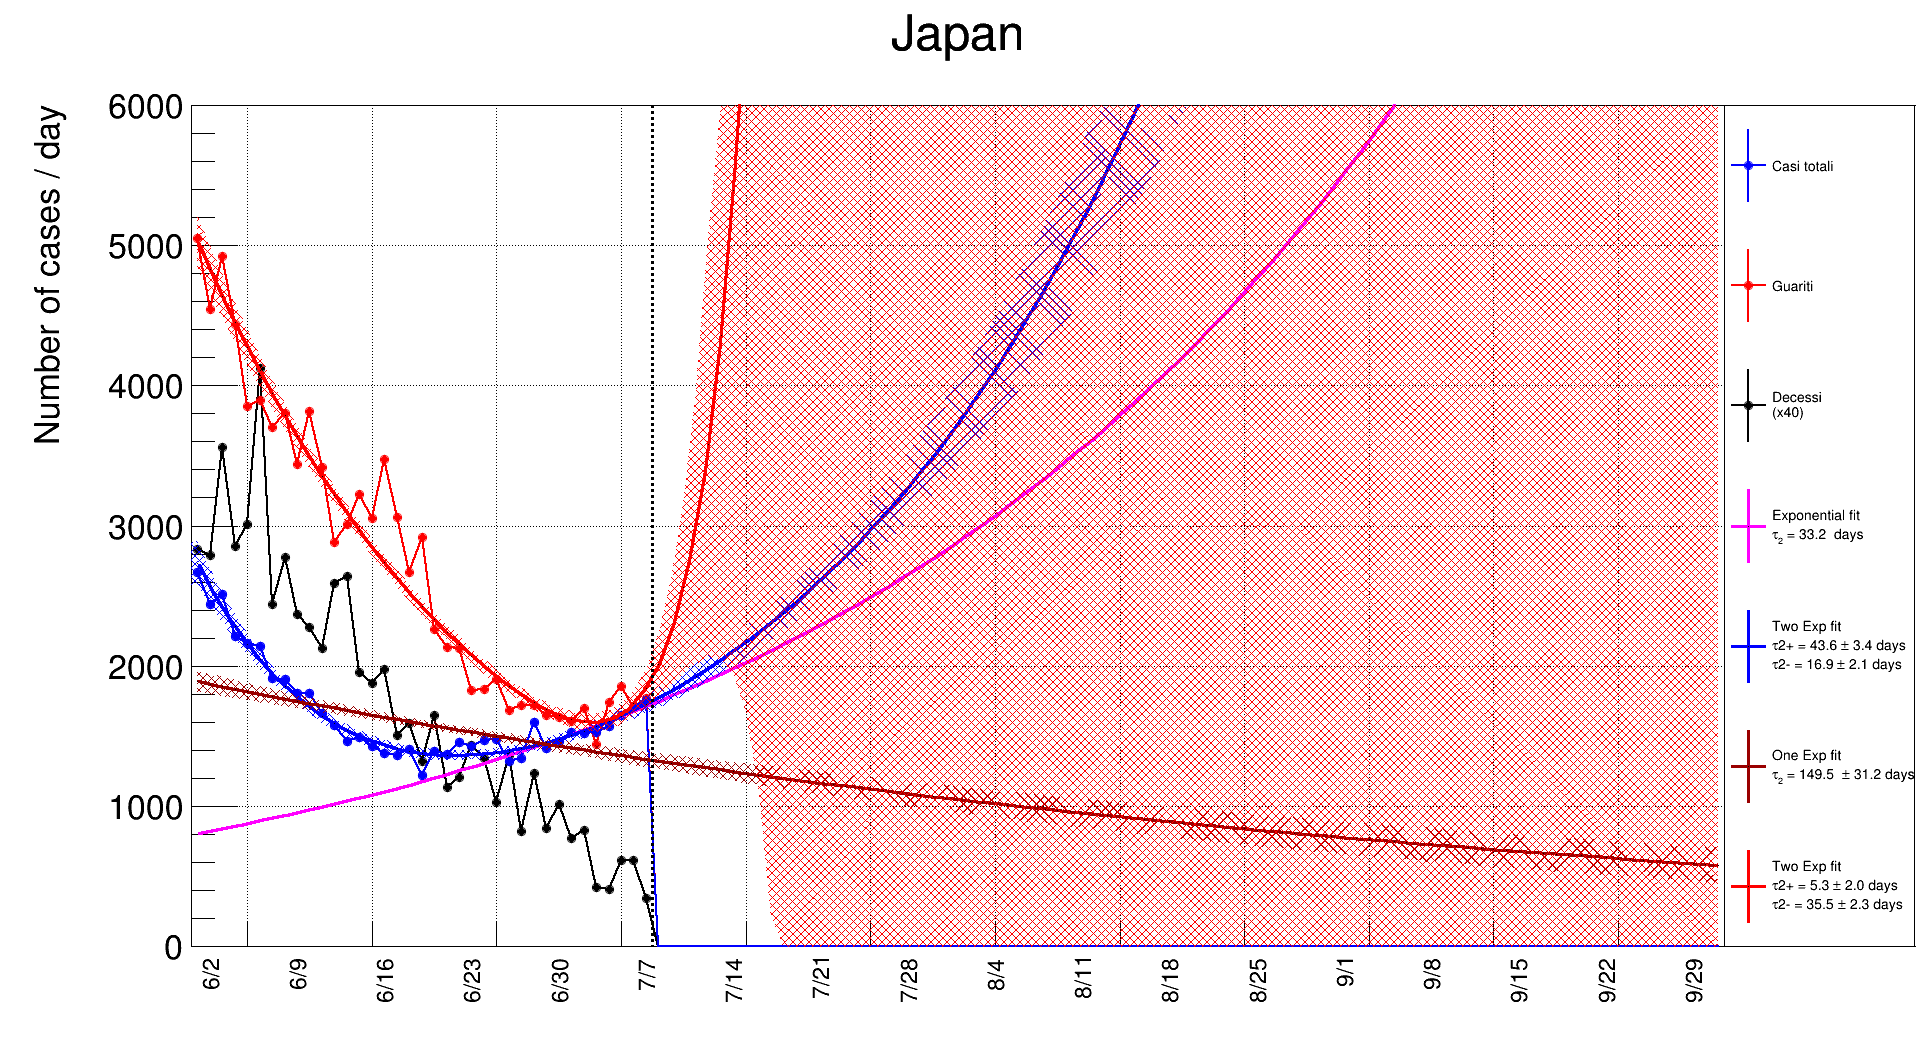 Japan
Number of cases / day
6000
5000
4000
3000
2000
1000
0
6/2
6/9
6/16
6/23
6/30
7/7
7/14
7/21
7/28
8/4
8/11
8/18
8/25
9/1
9/8
9/15
9/22
9/29
Casi totali
Guariti
Decessi
(x40)
Exponential fit
τ2 = 33.2 days
Two Exp fit
τ2+ = 43.6 ± 3.4 days
τ2- = 16.9 ± 2.1 days
One Exp fit
τ2 = 149.5 ± 31.2 days
Two Exp fit
τ2+ = 5.3 ± 2.0 days
τ2- = 35.5 ± 2.3 days